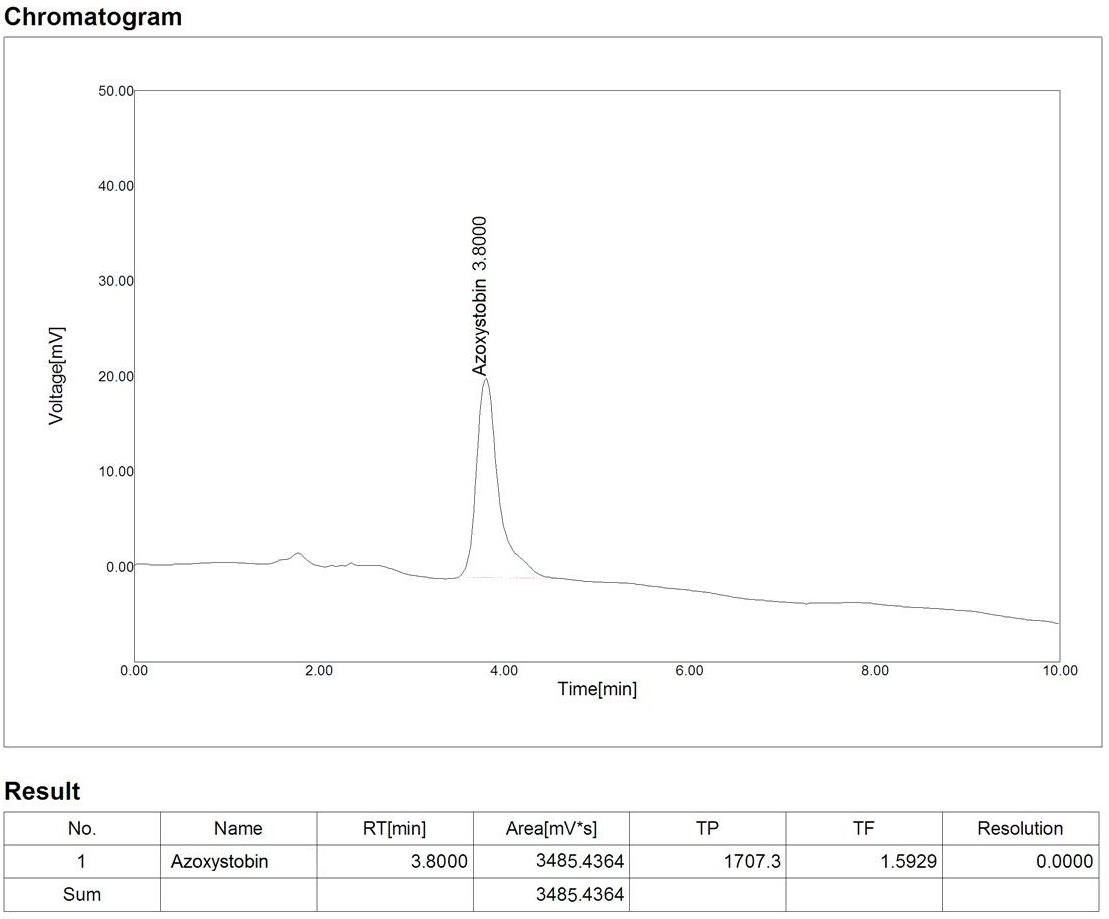 Chromatogram
50.00
40.00
30.00
20.00
10.00
0.00
Voltage[mV]
Azoxystobin 3.8000
0.00 2.00 4.00 6.00 8.00 10.00
Time[min]
Result
No. Name RT[min] Area[mV*s] TP TF Resolution
1 Azoxystobin 3.8000 3485.4364 1707.3 1.5929 0.0000
Sum 3485.4364